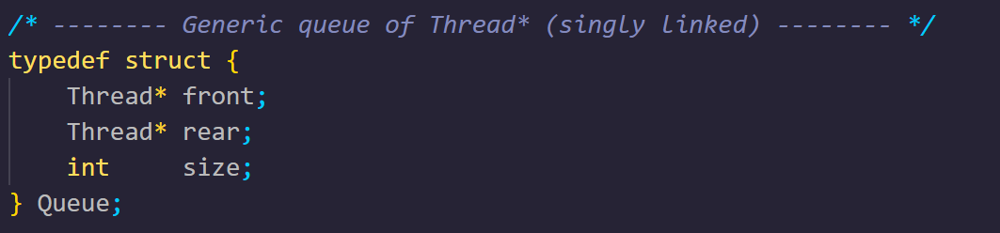 /* -------- Generic queue of Thread* (singly linked) -------- */
typedef struct {
    Thread* front;
    Thread* rear;
    int     size;
} Queue;